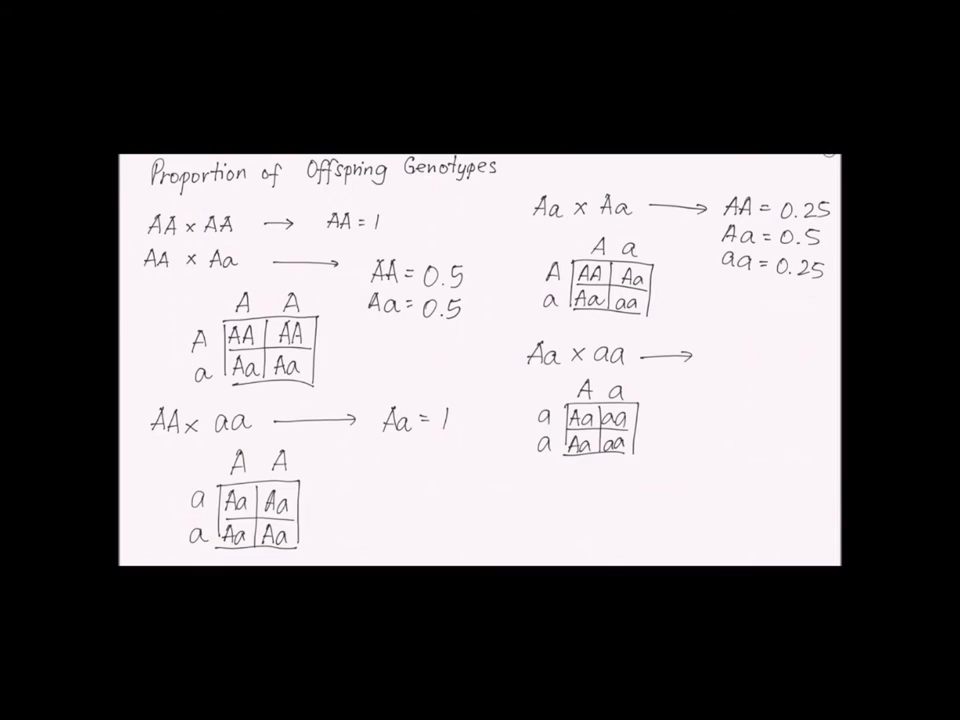 Proportion of Offspring Genotypes
AA x AA → AA = 1
AA x Aa → AA = 0.5
Aa = 0.5
A A
A AA AA
a Aa Aa
AA x aa → Aa = 1
A A
a Aa Aa
a Aa Aa
Aa x Aa → AA = 0.25
Aa = 0.5
aa = 0.25
A a
A AA Aa
a Aa aa
Aa x aa →
A a
a Aa aa
a Aa aa